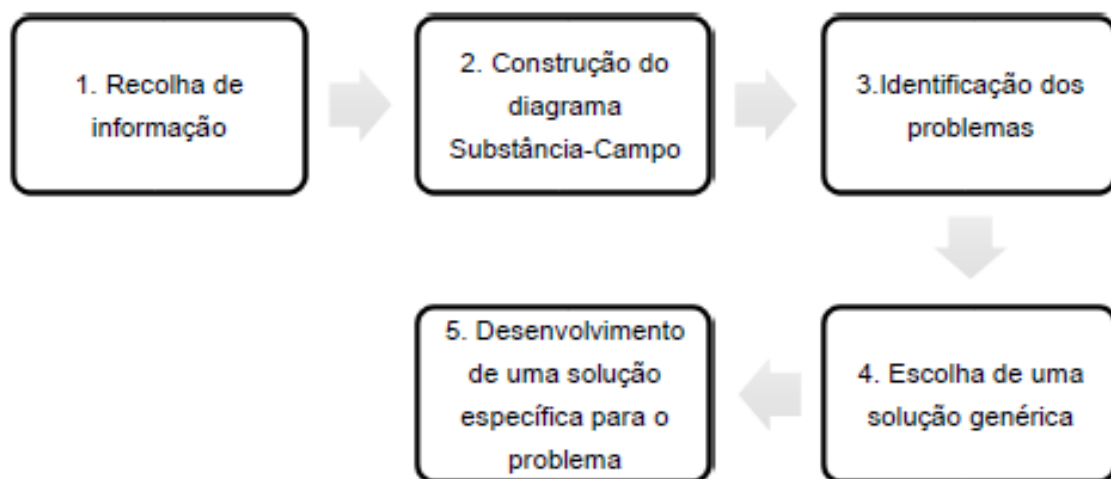 1. Recolha de
informação
2. Construção do
diagrama
Substância-Campo
3.Identificação dos
problemas
4. Escolha de uma
solução genérica
5. Desenvolvimento
de uma solução
específica para o
problema